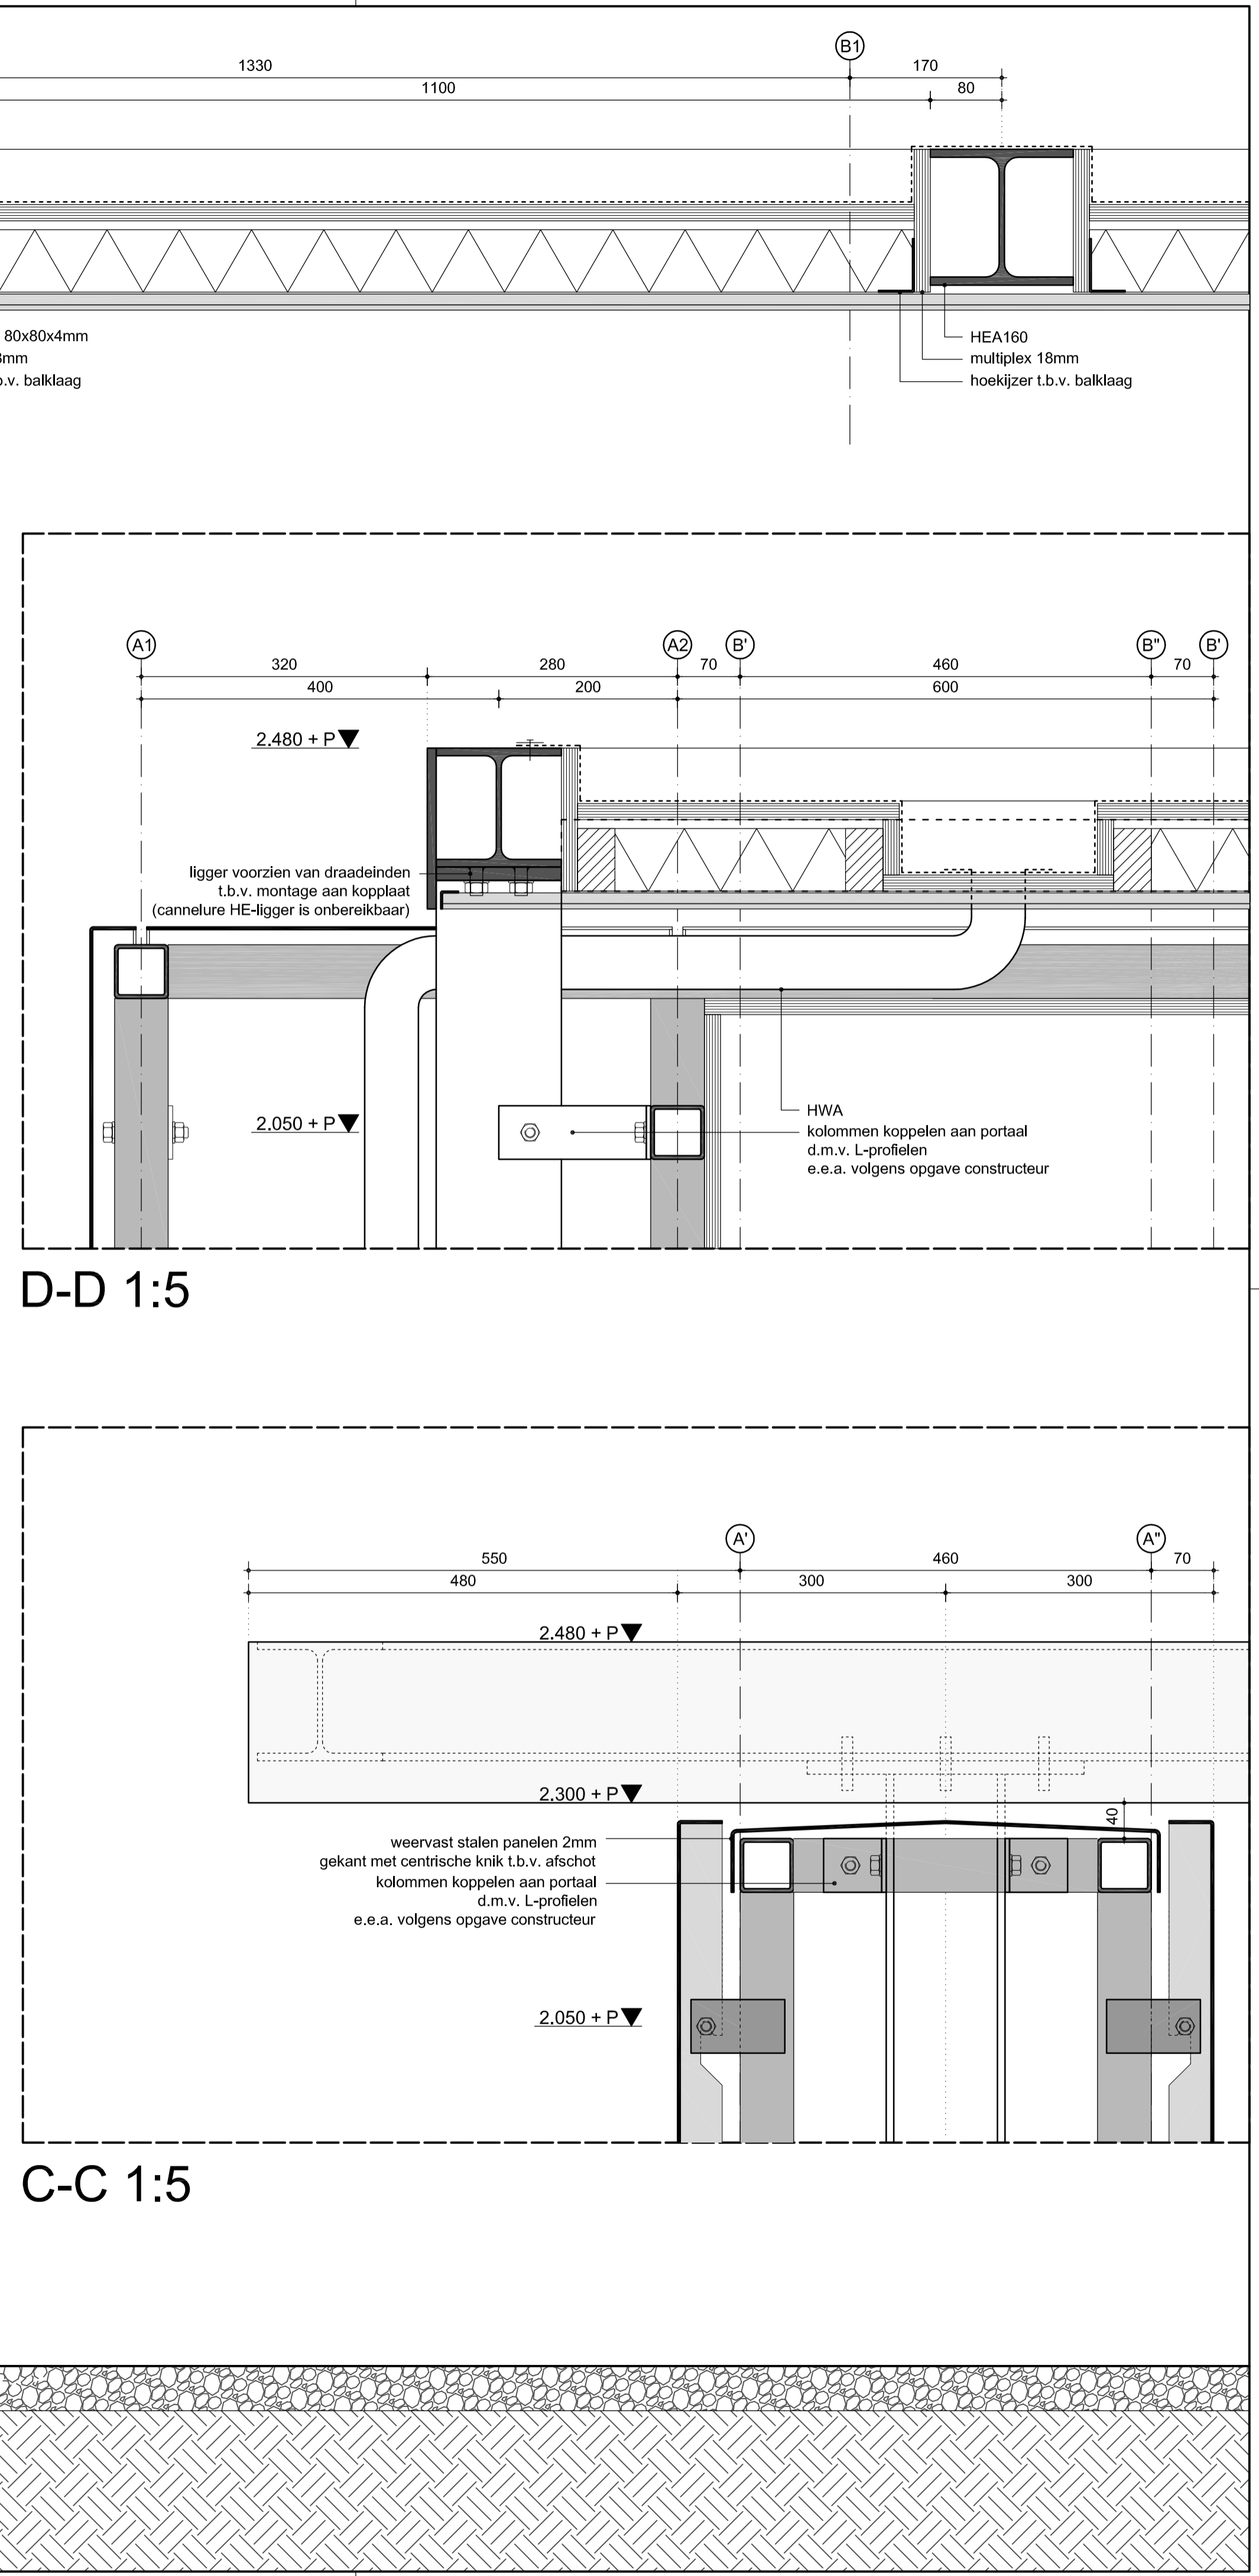 B1
1330
170
1100
80
80x80x4mm
3mm
b.v. balklaag
HEA160
multiplex 18mm
hoekijzer t.b.v. balklaag
A1
A2
B'
B"
B'
320
280
70
460
70
400
200
600
2.480 + P
ligger voorzien van draadeinden
t.b.v. montage aan kopplaat
(cannelure HE-ligger is onbereikbaar)
2.050 + P
HWA
kolommen koppelen aan portaal
d.m.v. L-profielen
e.e.a. volgens opgave constructeur
D-D 1:5
A'
A"
550
460
70
480
300
300
2.480 + P
2.300 + P
40
weervast stalen panelen 2mm
gekant met centrische knik t.b.v. afschot
kolommen koppelen aan portaal
d.m.v. L-profielen
e.e.a. volgens opgave constructeur
2.050 + P
C-C 1:5